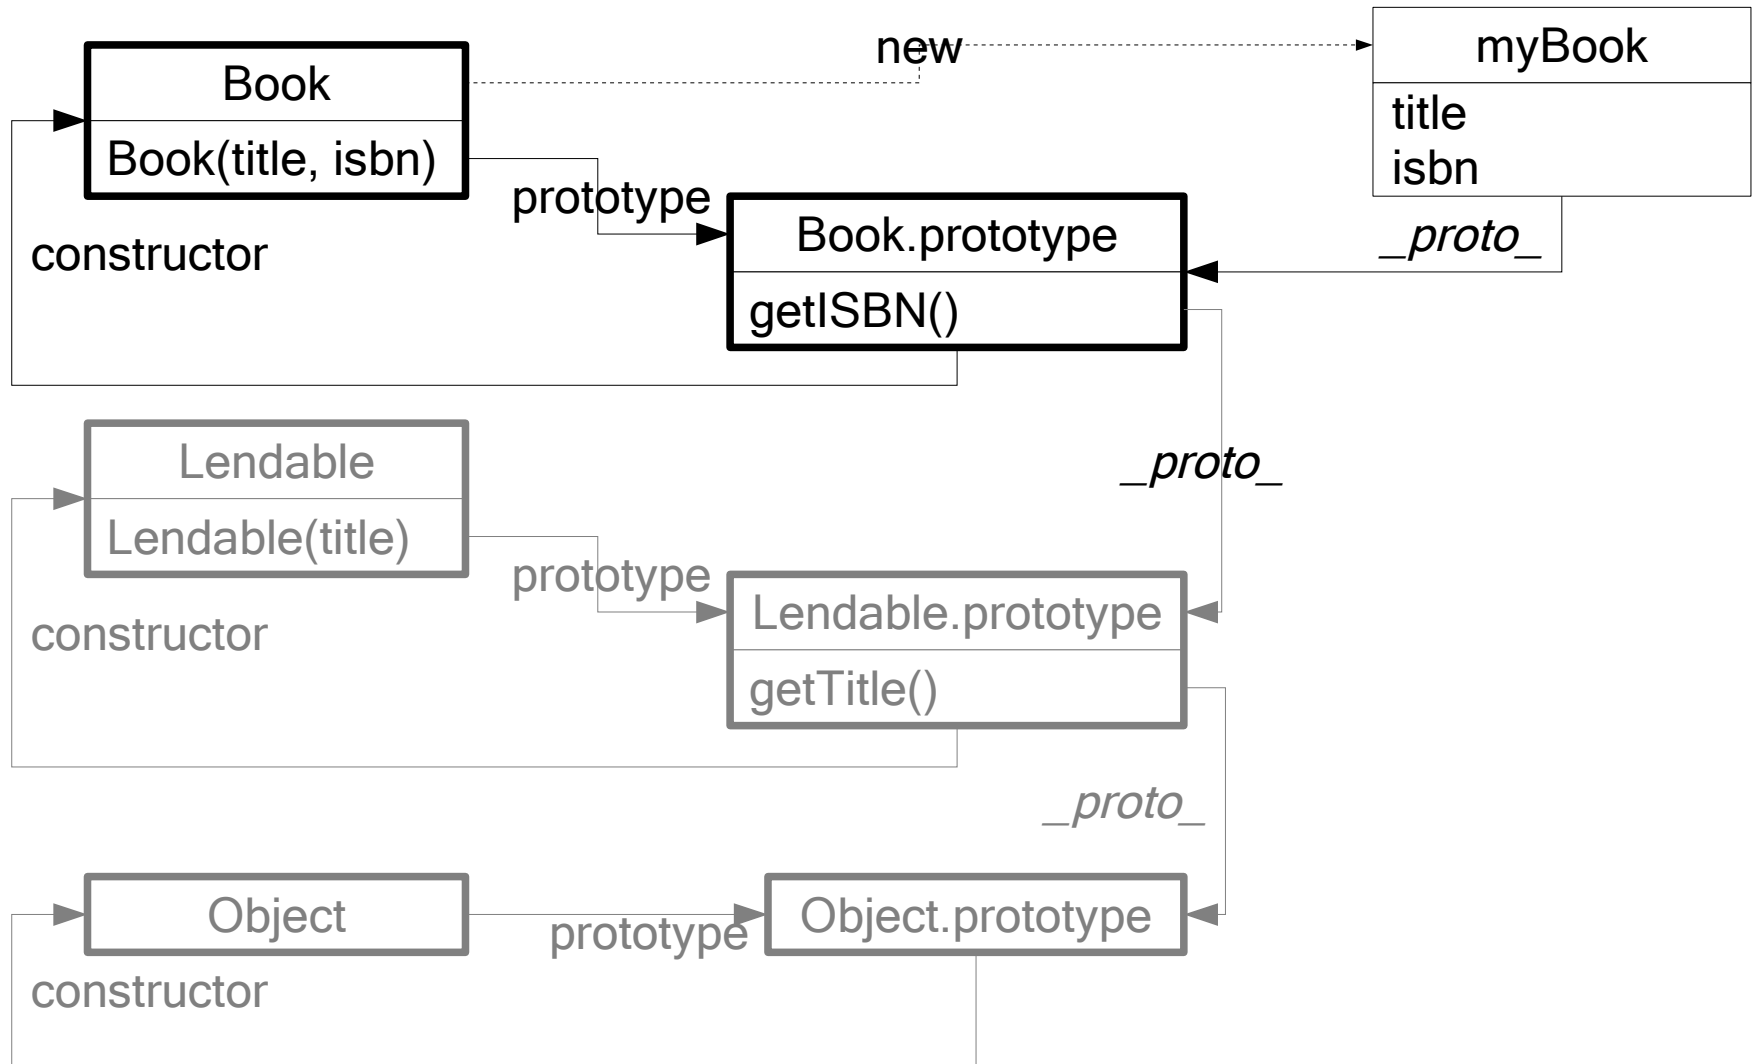 new
myBook
Book
title
Book(title, isbn)
isbn
prototype
Book.prototype
_proto_
constructor
getISBN()
Lendable
_proto_
Lendable(title)
prototype
Lendable.prototype
constructor
getTitle()
_proto_
Object
prototype
Object.prototype
constructor